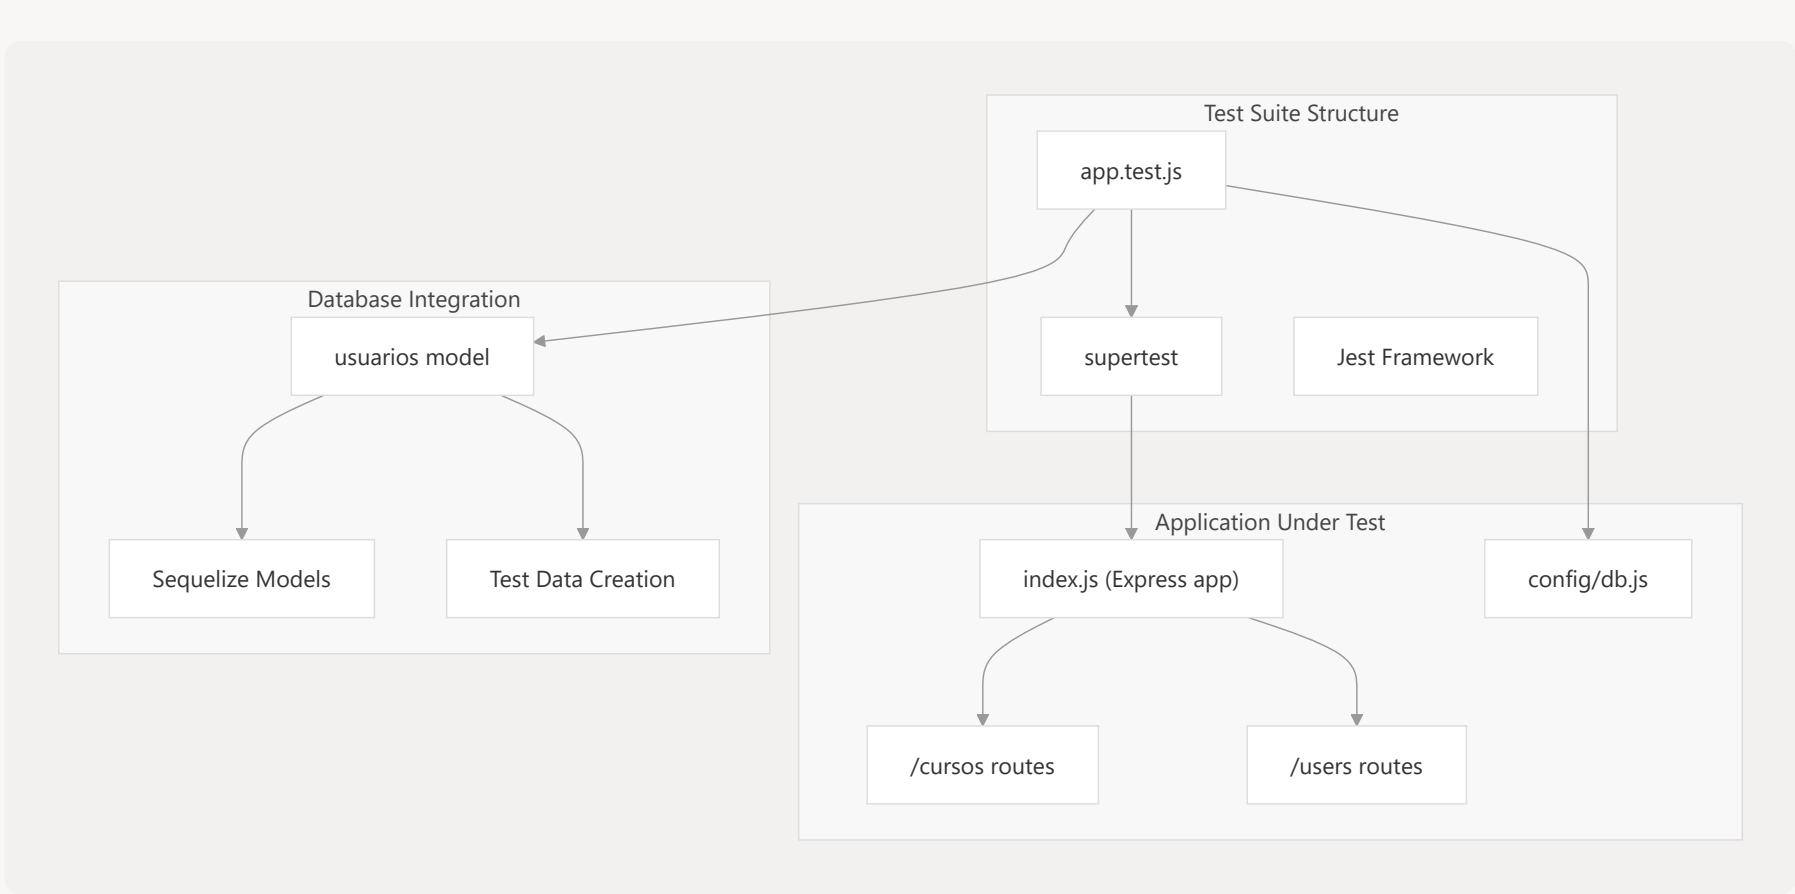 Test Suite Structure
app.test.js
Database Integration
usuarios model
supertest
Jest Framework
Application Under Test
Sequelize Models
Test Data Creation
index.js (Express app)
config/db.js
/cursos routes
/users routes